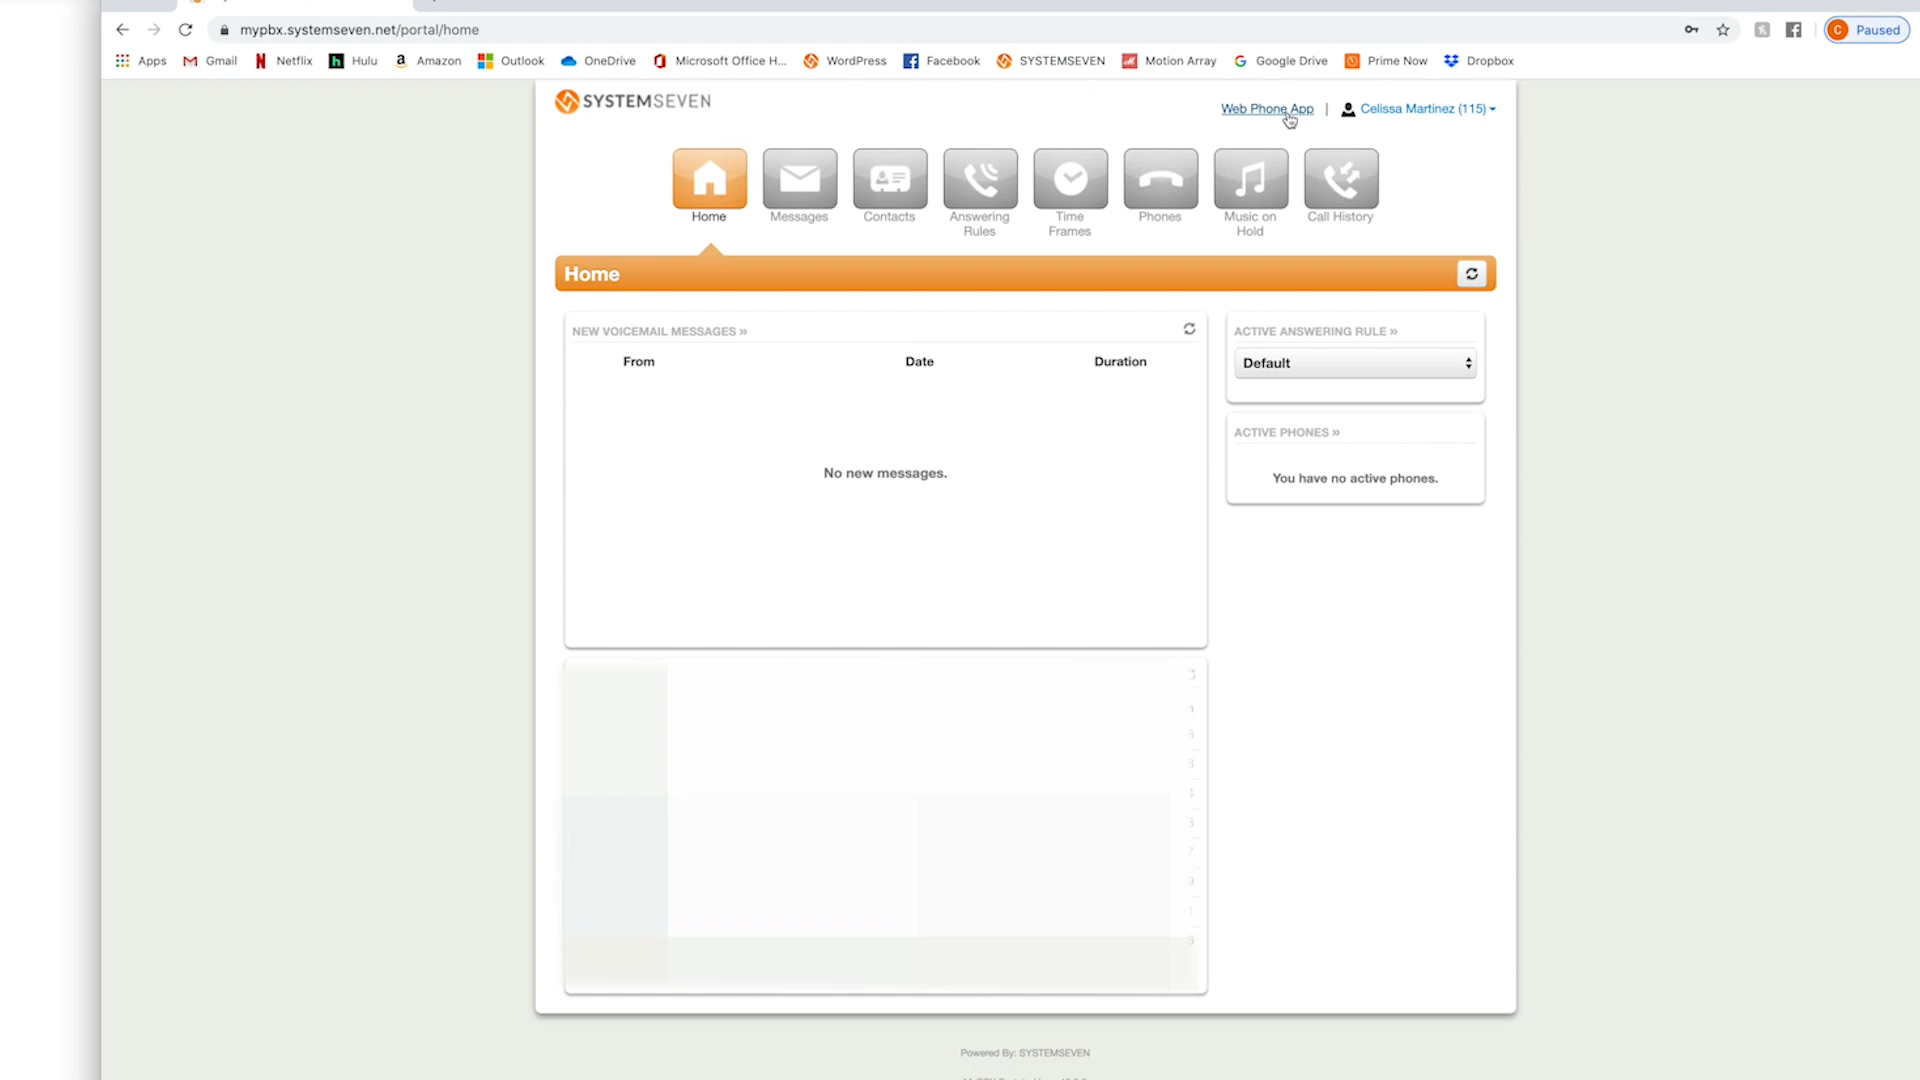 mypbx.systemseven.net/portal/home
C Paused
Apps Gmail Netflix Hulu Amazon Outlook OneDrive Microsoft Office H... WordPress Facebook SYSTEMSEVEN Motion Array Google Drive Prime Now Dropbox
SYSTEMSEVEN
Web Phone App | Celissa Martinez (115)
Home Messages Contacts Answering Rules Time Frames Phones Music on Hold Call History
Home
NEW VOICEMAIL MESSAGES »
From Date Duration
No new messages.
ACTIVE ANSWERING RULE »
Default
ACTIVE PHONES »
You have no active phones.
Powered By: SYSTEMSEVEN